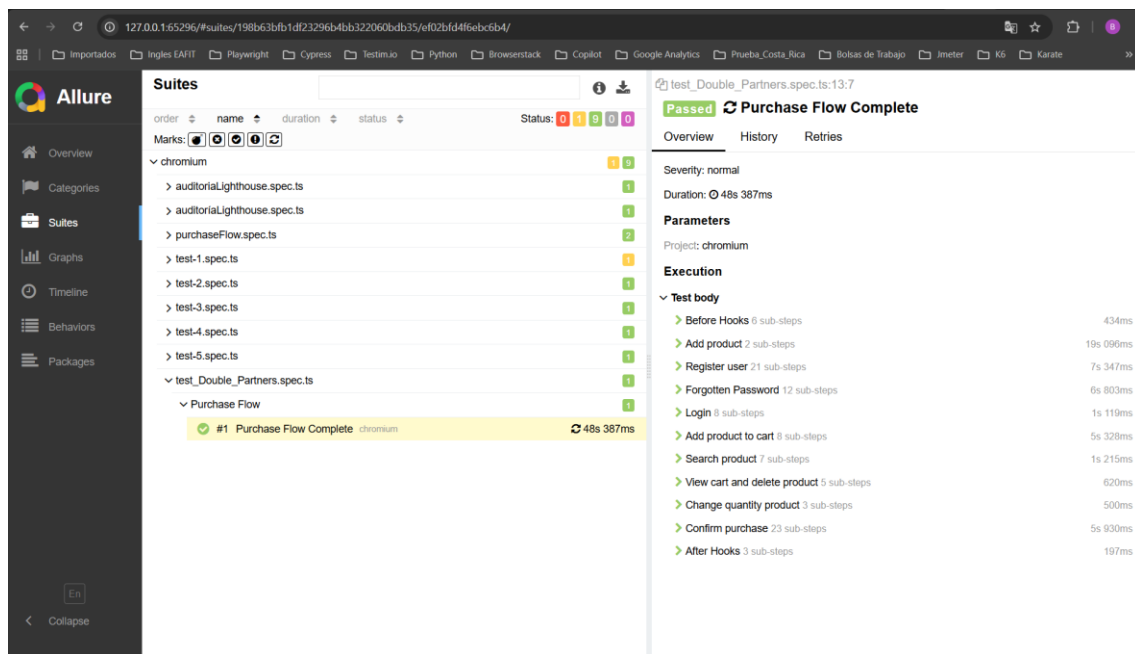 127.0.0.1:65296/#suites/198b63bfb1df23296b4bb322060bdb35/ef02bfd4f6ebc6b4/
B
Importados Ingles EAFIT Playwright Cypress Testim.io Python Browserstack Copilot Google Analytics Prueba_Costa_Rica Bolsas de Trabajo Jmeter K6 Karate »
Allure
Overview
Categories
Suites
Graphs
Timeline
Behaviors
Packages
En
Collapse
Suites
order name duration status Status: 0 1 9 0 0
Marks:
chromium 1 9
auditoriaLighthouse.spec.ts 1
auditoriaLighthouse.spec.ts 1
purchaseFlow.spec.ts 2
test-1.spec.ts 1
test-2.spec.ts 1
test-3.spec.ts 1
test-4.spec.ts 1
test-5.spec.ts 1
test_Double_Partners.spec.ts 1
Purchase Flow 1
#1 Purchase Flow Complete chromium 48s 387ms
test_Double_Partners.spec.ts:13:7
Passed Purchase Flow Complete
Overview History Retries
Severity: normal
Duration: 48s 387ms
Parameters
Project: chromium
Execution
Test body
Before Hooks 6 sub-steps 434ms
Add product 2 sub-steps 19s 096ms
Register user 21 sub-steps 7s 347ms
Forgotten Password 12 sub-steps 6s 803ms
Login 8 sub-steps 1s 119ms
Add product to cart 8 sub-steps 5s 328ms
Search product 7 sub-steps 1s 215ms
View cart and delete product 5 sub-steps 620ms
Change quantity product 3 sub-steps 500ms
Confirm purchase 23 sub-steps 5s 930ms
After Hooks 3 sub-steps 197ms